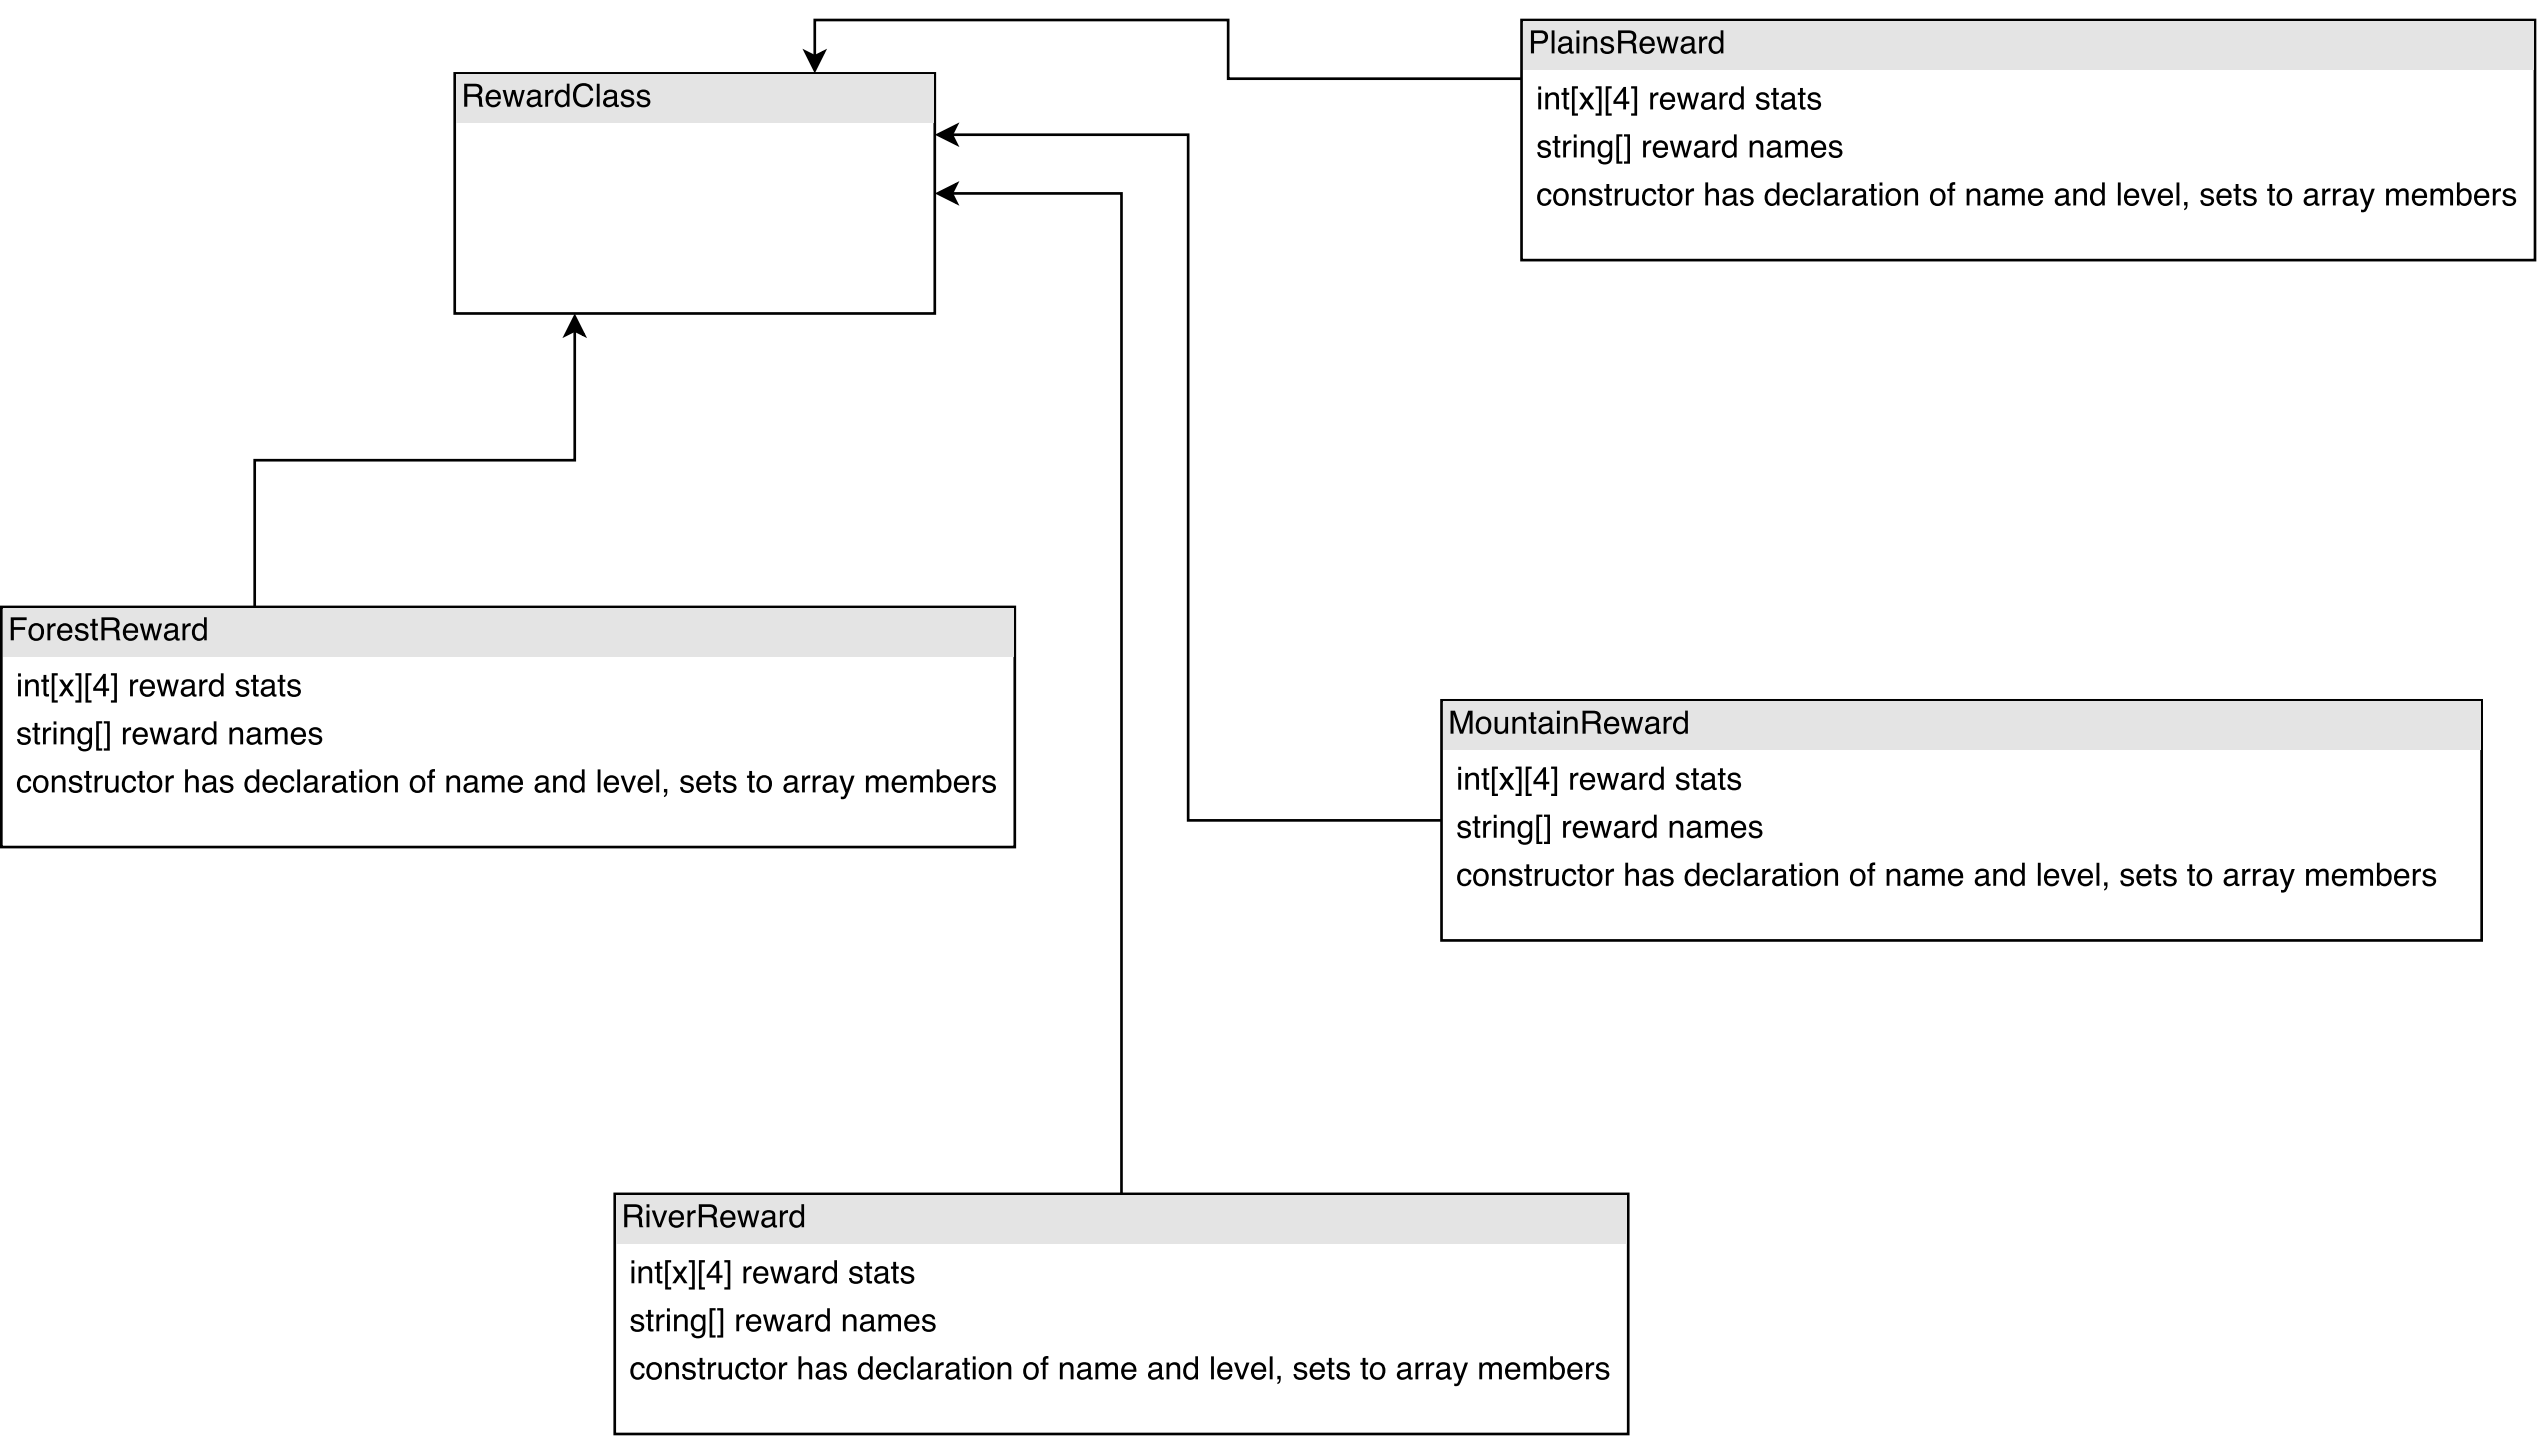 PlainsReward
int[x][4] reward stats
string[] reward names
constructor has declaration of name and level, sets to array members
RewardClass
ForestReward
int[x][4] reward stats
string[] reward names
constructor has declaration of name and level, sets to array members
MountainReward
int[x][4] reward stats
string[] reward names
constructor has declaration of name and level, sets to array members
RiverReward
int[x][4] reward stats
string[] reward names
constructor has declaration of name and level, sets to array members